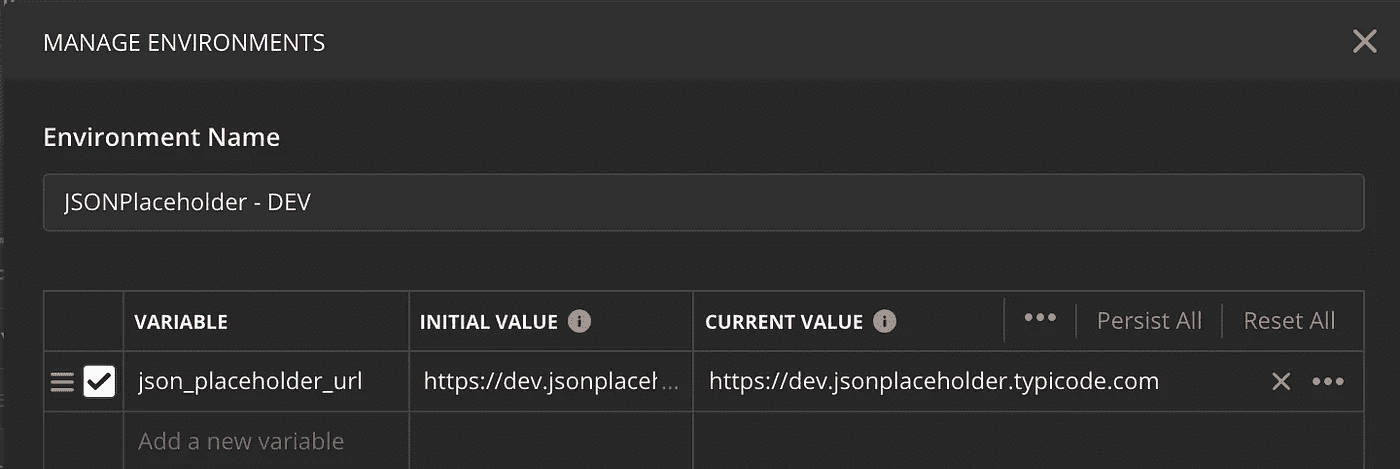 MANAGE ENVIRONMENTS
Environment Name
JSONPlaceholder - DEV
VARIABLE INITIAL VALUE CURRENT VALUE ••• Persist All Reset All
json_placeholder_url https://dev.jsonplaceh... https://dev.jsonplaceholder.typicode.com
Add a new variable